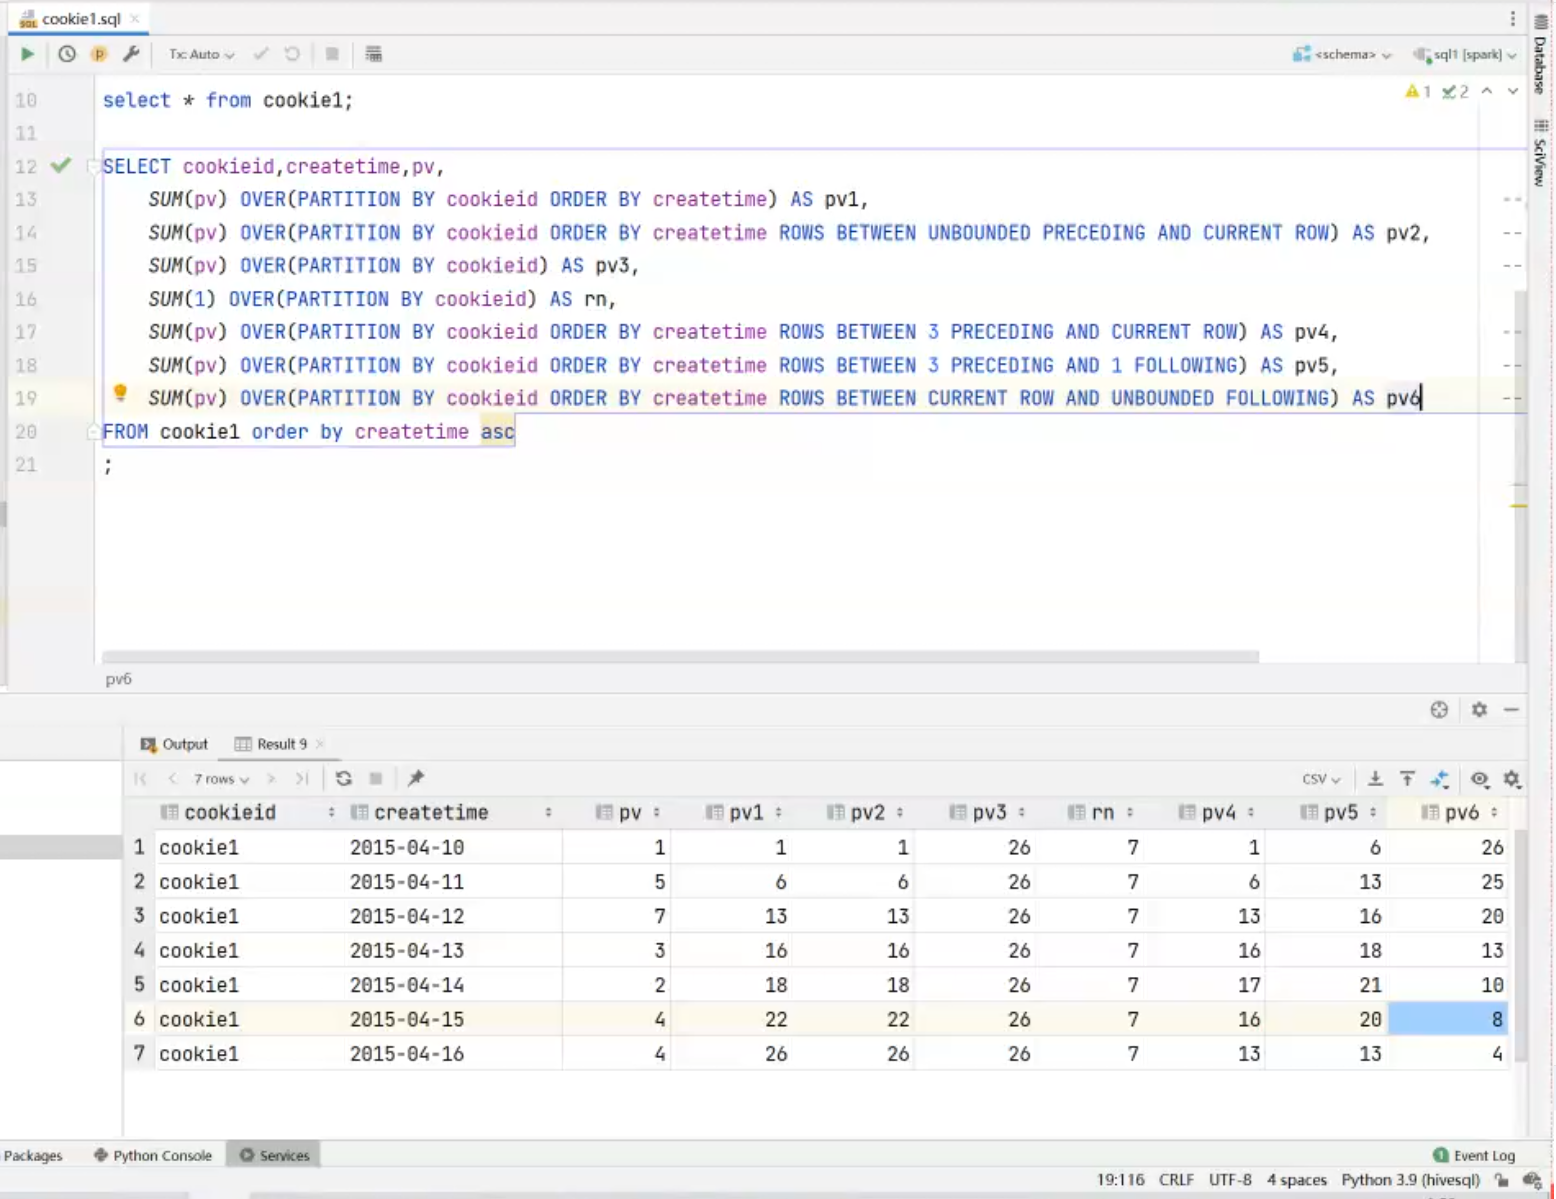 cookie1.sql
Tx: Auto
<schema>
sql1 [spark]
Database
SciView
1 2
10 select * from cookie1;
11
12 SELECT cookieid,createtime,pv,
13 SUM(pv) OVER(PARTITION BY cookieid ORDER BY createtime) AS pv1, --
14 SUM(pv) OVER(PARTITION BY cookieid ORDER BY createtime ROWS BETWEEN UNBOUNDED PRECEDING AND CURRENT ROW) AS pv2, --
15 SUM(pv) OVER(PARTITION BY cookieid) AS pv3, --
16 SUM(1) OVER(PARTITION BY cookieid) AS rn,
17 SUM(pv) OVER(PARTITION BY cookieid ORDER BY createtime ROWS BETWEEN 3 PRECEDING AND CURRENT ROW) AS pv4, --
18 SUM(pv) OVER(PARTITION BY cookieid ORDER BY createtime ROWS BETWEEN 3 PRECEDING AND 1 FOLLOWING) AS pv5, --
19 SUM(pv) OVER(PARTITION BY cookieid ORDER BY createtime ROWS BETWEEN CURRENT ROW AND UNBOUNDED FOLLOWING) AS pv6 --
20 FROM cookie1 order by createtime asc
21 ;
pv6
Output Result 9
7 rows CSV
cookieid createtime pv pv1 pv2 pv3 rn pv4 pv5 pv6
1 cookie1 2015-04-10 1 1 1 26 7 1 6 26
2 cookie1 2015-04-11 5 6 6 26 7 6 13 25
3 cookie1 2015-04-12 7 13 13 26 7 13 16 20
4 cookie1 2015-04-13 3 16 16 26 7 16 18 13
5 cookie1 2015-04-14 2 18 18 26 7 17 21 10
6 cookie1 2015-04-15 4 22 22 26 7 16 20 8
7 cookie1 2015-04-16 4 26 26 26 7 13 13 4
Packages Python Console Services 1 Event Log
19:116 CRLF UTF-8 4 spaces Python 3.9 (hivesql)